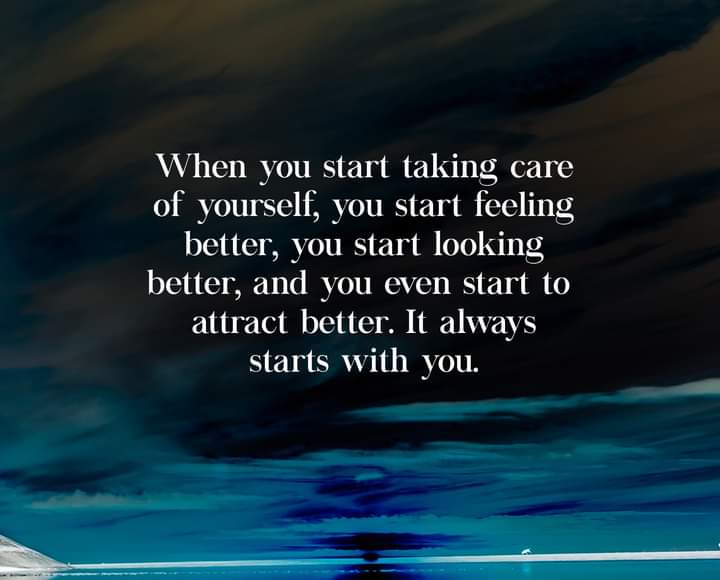 When you start taking care
of yourself, you start feeling
better, you start looking
better, and you even start to
attract better. It always
starts with you.